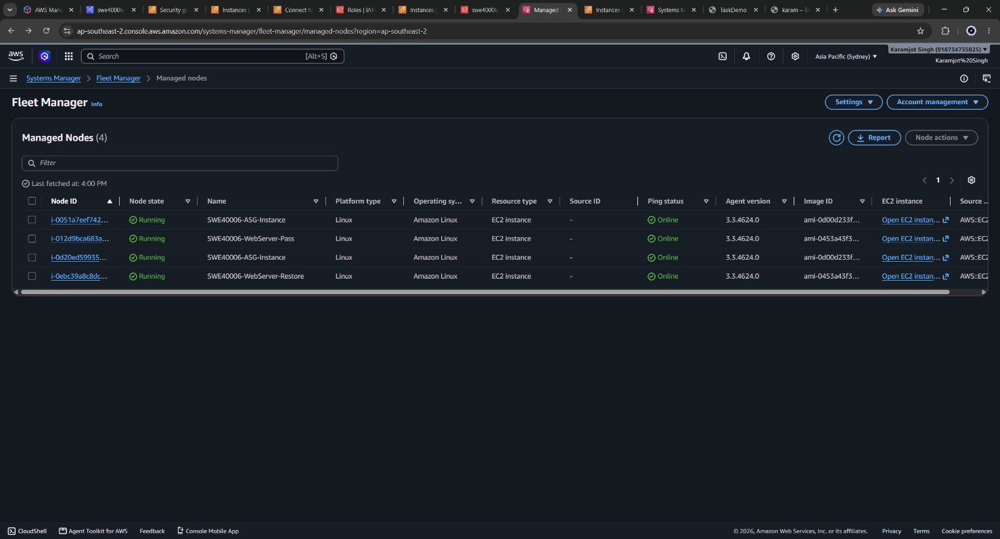 AWS Mana
swe40006-
Security gr
Instances |
Connect to
Roles | IAM
Instances |
swe40006-
Managed
Instances |
Systems M
TaskDemo
karam – Ta
Ask Gemini
ap-southeast-2.console.aws.amazon.com/systems-manager/fleet-manager/managed-nodes?region=ap-southeast-2
aws
Search
[Alt+S]
Asia Pacific (Sydney)
Karamjot Singh (918734735825)
Karamjot%20Singh
Systems Manager
Fleet Manager
Managed nodes
Fleet Manager Info
Settings
Account management
Managed Nodes (4)
Report
Node actions
Filter
Last fetched at: 4:00 PM
1
Node ID Node state Name Platform type Operating sy... Resource type Source ID Ping status Agent version Image ID EC2 instance Source ...
i-0051a7eef742... Running SWE40006-ASG-Instance Linux Amazon Linux EC2 instance - Online 3.3.4624.0 ami-0d00d233f... Open EC2 instan... AWS::EC2
i-012d9bca683a... Running SWE40006-WebServer-Pass Linux Amazon Linux EC2 instance - Online 3.3.4624.0 ami-0453a43f3... Open EC2 instan... AWS::EC2
i-0d20ed59935... Running SWE40006-ASG-Instance Linux Amazon Linux EC2 instance - Online 3.3.4624.0 ami-0d00d233f... Open EC2 instan... AWS::EC2
i-0ebc39a8c8dc... Running SWE40006-WebServer-Restore Linux Amazon Linux EC2 instance - Online 3.3.4624.0 ami-0453a43f3... Open EC2 instan... AWS::EC2
CloudShell
Agent Toolkit for AWS
Feedback
Console Mobile App
© 2026, Amazon Web Services, Inc. or its affiliates.
Privacy
Terms
Cookie preferences